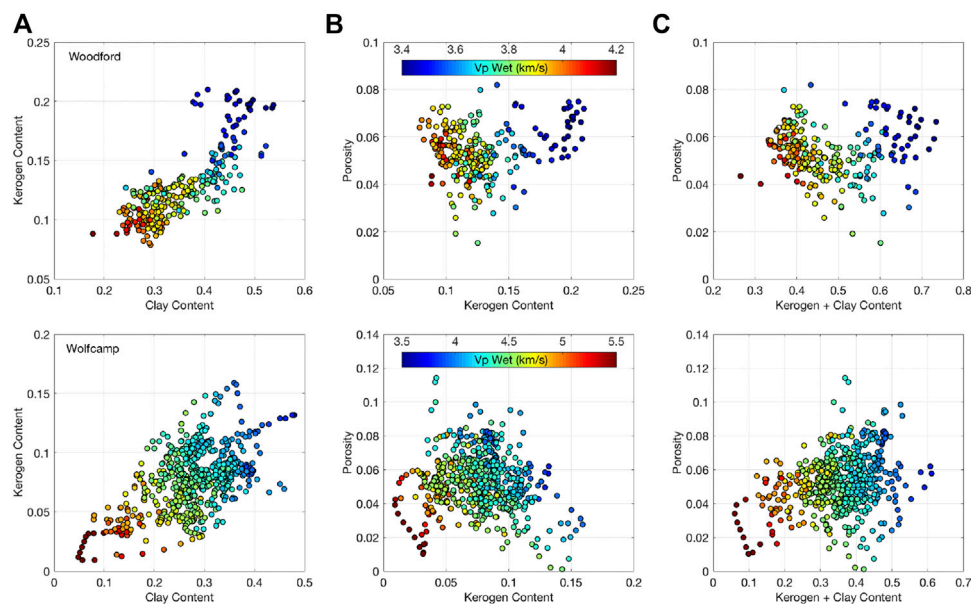 A
B
C
0.25
0.2
0.15
0.1
0.05
Kerogen Content
Woodford
0.1 0.2 0.3 0.4 0.5 0.6
Clay Content
0.1
0.08
0.06
0.04
0.02
0
Porosity
3.4 3.6 3.8 4 4.2
Vp Wet (km/s)
0.05 0.1 0.15 0.2 0.25
Kerogen Content
0.1
0.08
0.06
0.04
0.02
0
Porosity
0.2 0.3 0.4 0.5 0.6 0.7 0.8
Kerogen + Clay Content
0.2
0.15
0.1
0.05
0
Kerogen Content
Wolfcamp
0 0.1 0.2 0.3 0.4 0.5
Clay Content
0.14
0.12
0.1
0.08
0.06
0.04
0.02
0
Porosity
3.5 4 4.5 5 5.5
Vp Wet (km/s)
0 0.05 0.1 0.15 0.2
Kerogen Content
0.14
0.12
0.1
0.08
0.06
0.04
0.02
0
Porosity
0 0.1 0.2 0.3 0.4 0.5 0.6 0.7
Kerogen + Clay Content